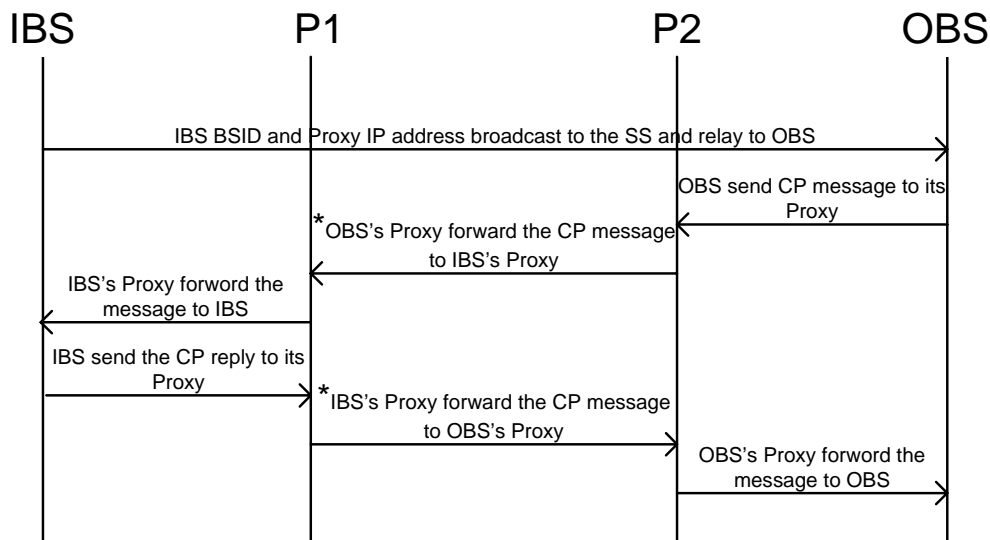 IBS P1 P2 OBS
IBS BSID and Proxy IP address broadcast to the SS and relay to OBS
OBS send CP message to its
Proxy
*OBS's Proxy forward the CP message
to IBS's Proxy
IBS's Proxy forword the
message to IBS
IBS send the CP reply to its
Proxy
*IBS's Proxy forward the CP message
to OBS's Proxy
OBS's Proxy forword the
message to OBS